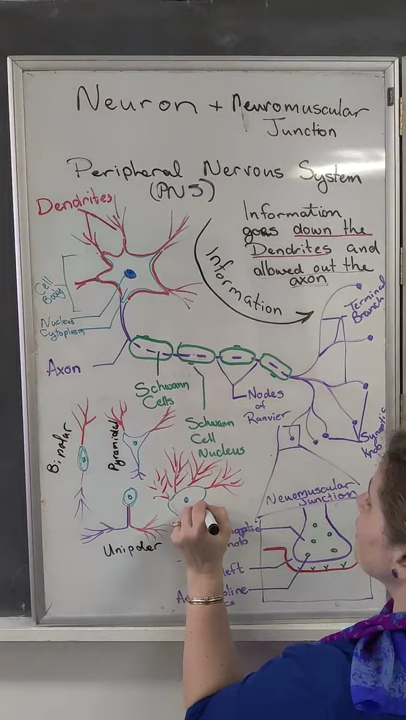 Neuron + Neuromuscular
Junction
Peripheral Nervous System
(PNS)
Dendrites
Information
goes down the
Dendrites and
allowed out the
axon
Information
Cell
Body
Nucleus
Cytoplasm
Axon
Terminal
Branch
Schwann
Cells
Schwann
Cell
Nucleus
Nodes
of
Ranvier
Synaptic
Knob
Bipolar
Pyramidal
Unipolar
Neuromuscular
Junction